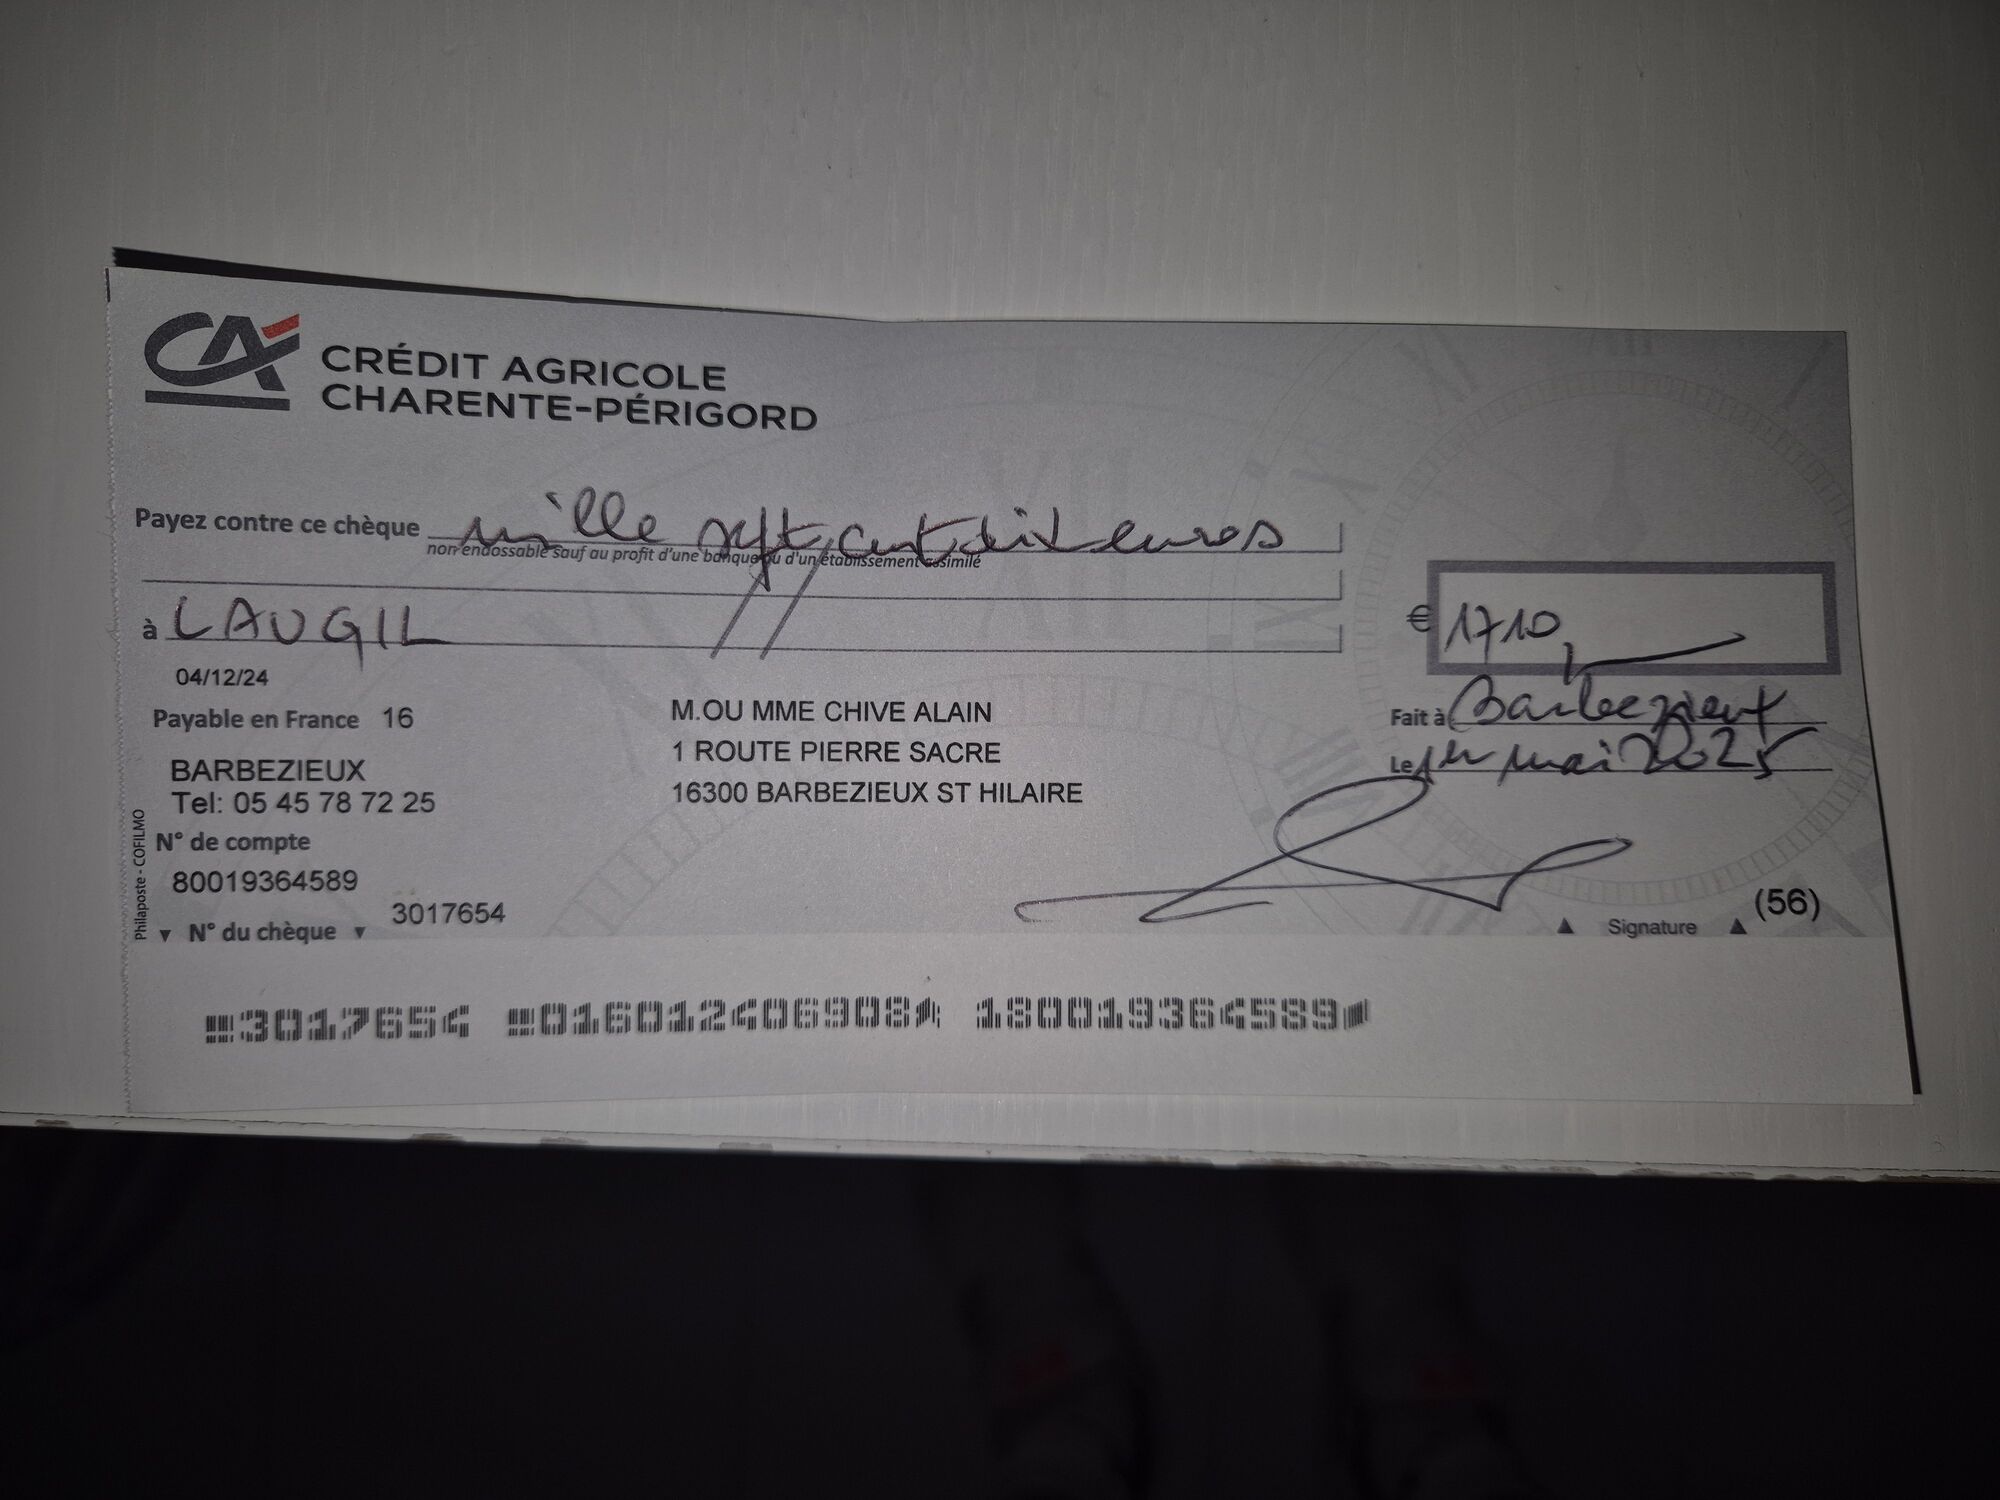 CA CRÉDIT AGRICOLE
CHARENTE-PÉRIGORD
Payez contre ce chèque mille sept cent dix euros
non endossable sauf au profit d'une banque ou d'un établissement assimilé
à LAUGIL
€ 1710,
04/12/24
Payable en France 16
BARBEZIEUX
Tel: 05 45 78 72 25
N° de compte
80019364589
▼ N° du chèque ▼ 3017654
M.OU MME CHIVE ALAIN
1 ROUTE PIERRE SACRE
16300 BARBEZIEUX ST HILAIRE
Fait à Barbezieux
Le 1er mai 2025
▲ Signature ▲ (56)
Philaposte - COFILMO
⑈3017654 ⑈016012406908⑇ 180019364589⑆